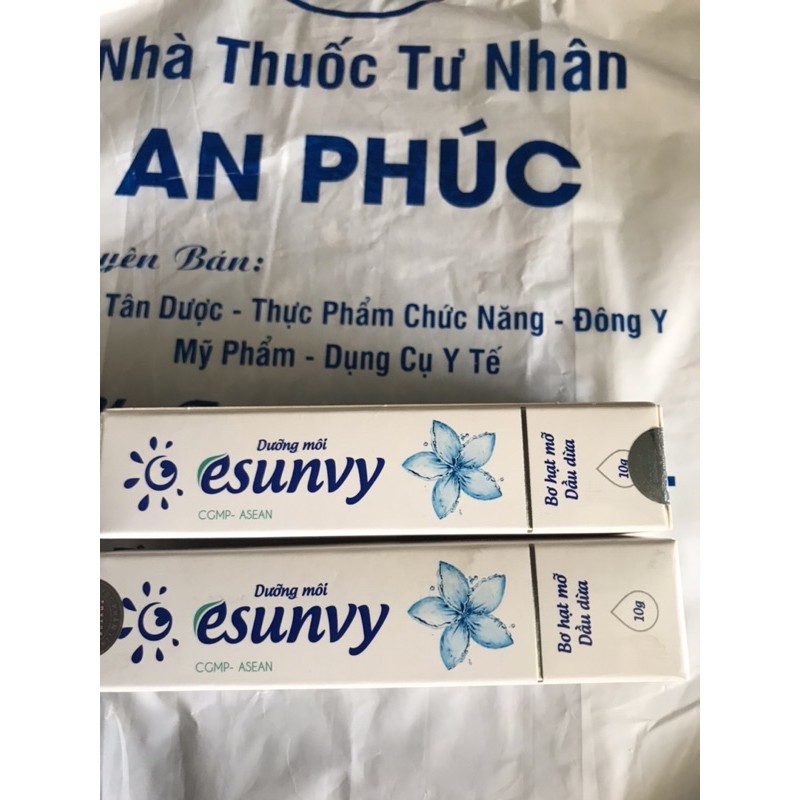 Nhà Thuốc Tư Nhân
AN PHÚC
Bán:
Tân Dược - Thực Phẩm Chức Năng - Đông Y
Mỹ Phẩm - Dụng Cụ Y Tế
Dưỡng môi
esunvy
CGMP- ASEAN
Bơ hạt mỡ
Dầu dừa
10g
Dưỡng môi
esunvy
CGMP- ASEAN
Bơ hạt mỡ
Dầu dừa
10g